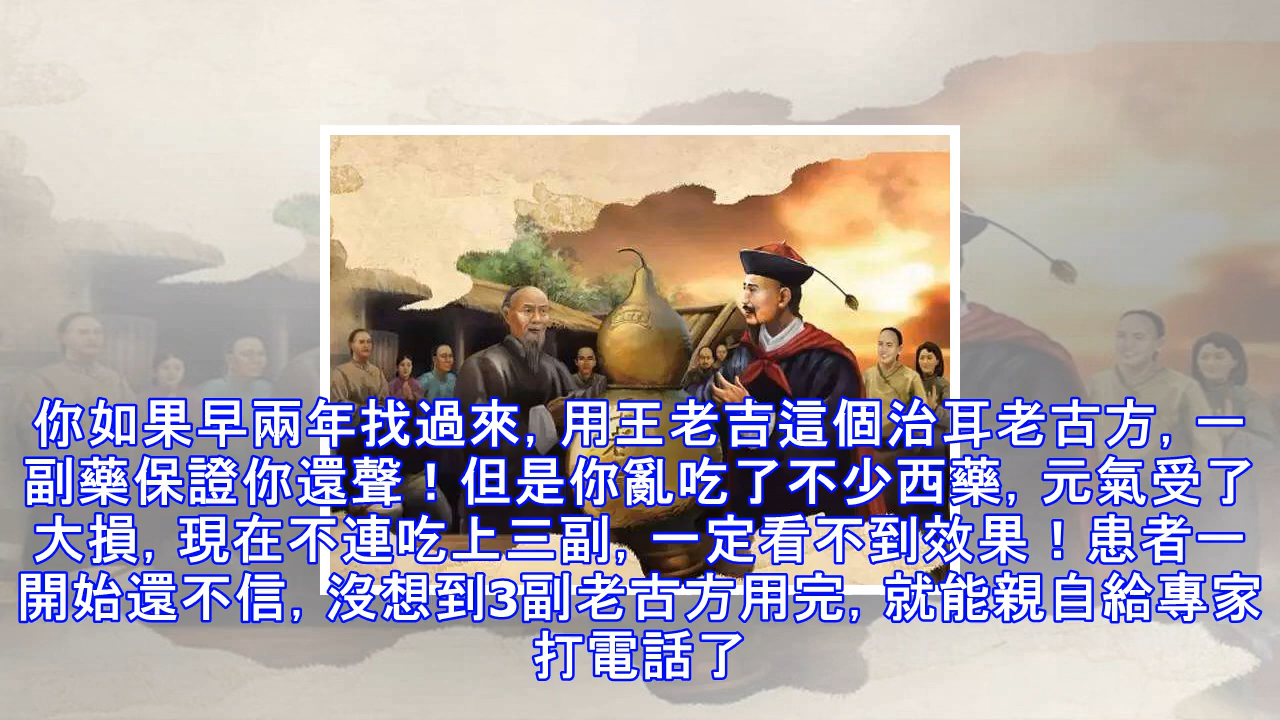 你如果早兩年找過來, 用王老吉這個治耳老古方, 一
副藥保證你還聲！但是你亂吃了不少西藥, 元氣受了
大損, 現在不連吃上三副, 一定看不到效果！患者一
開始還不信, 沒想到3副老古方用完, 就能親自給專家
打電話了